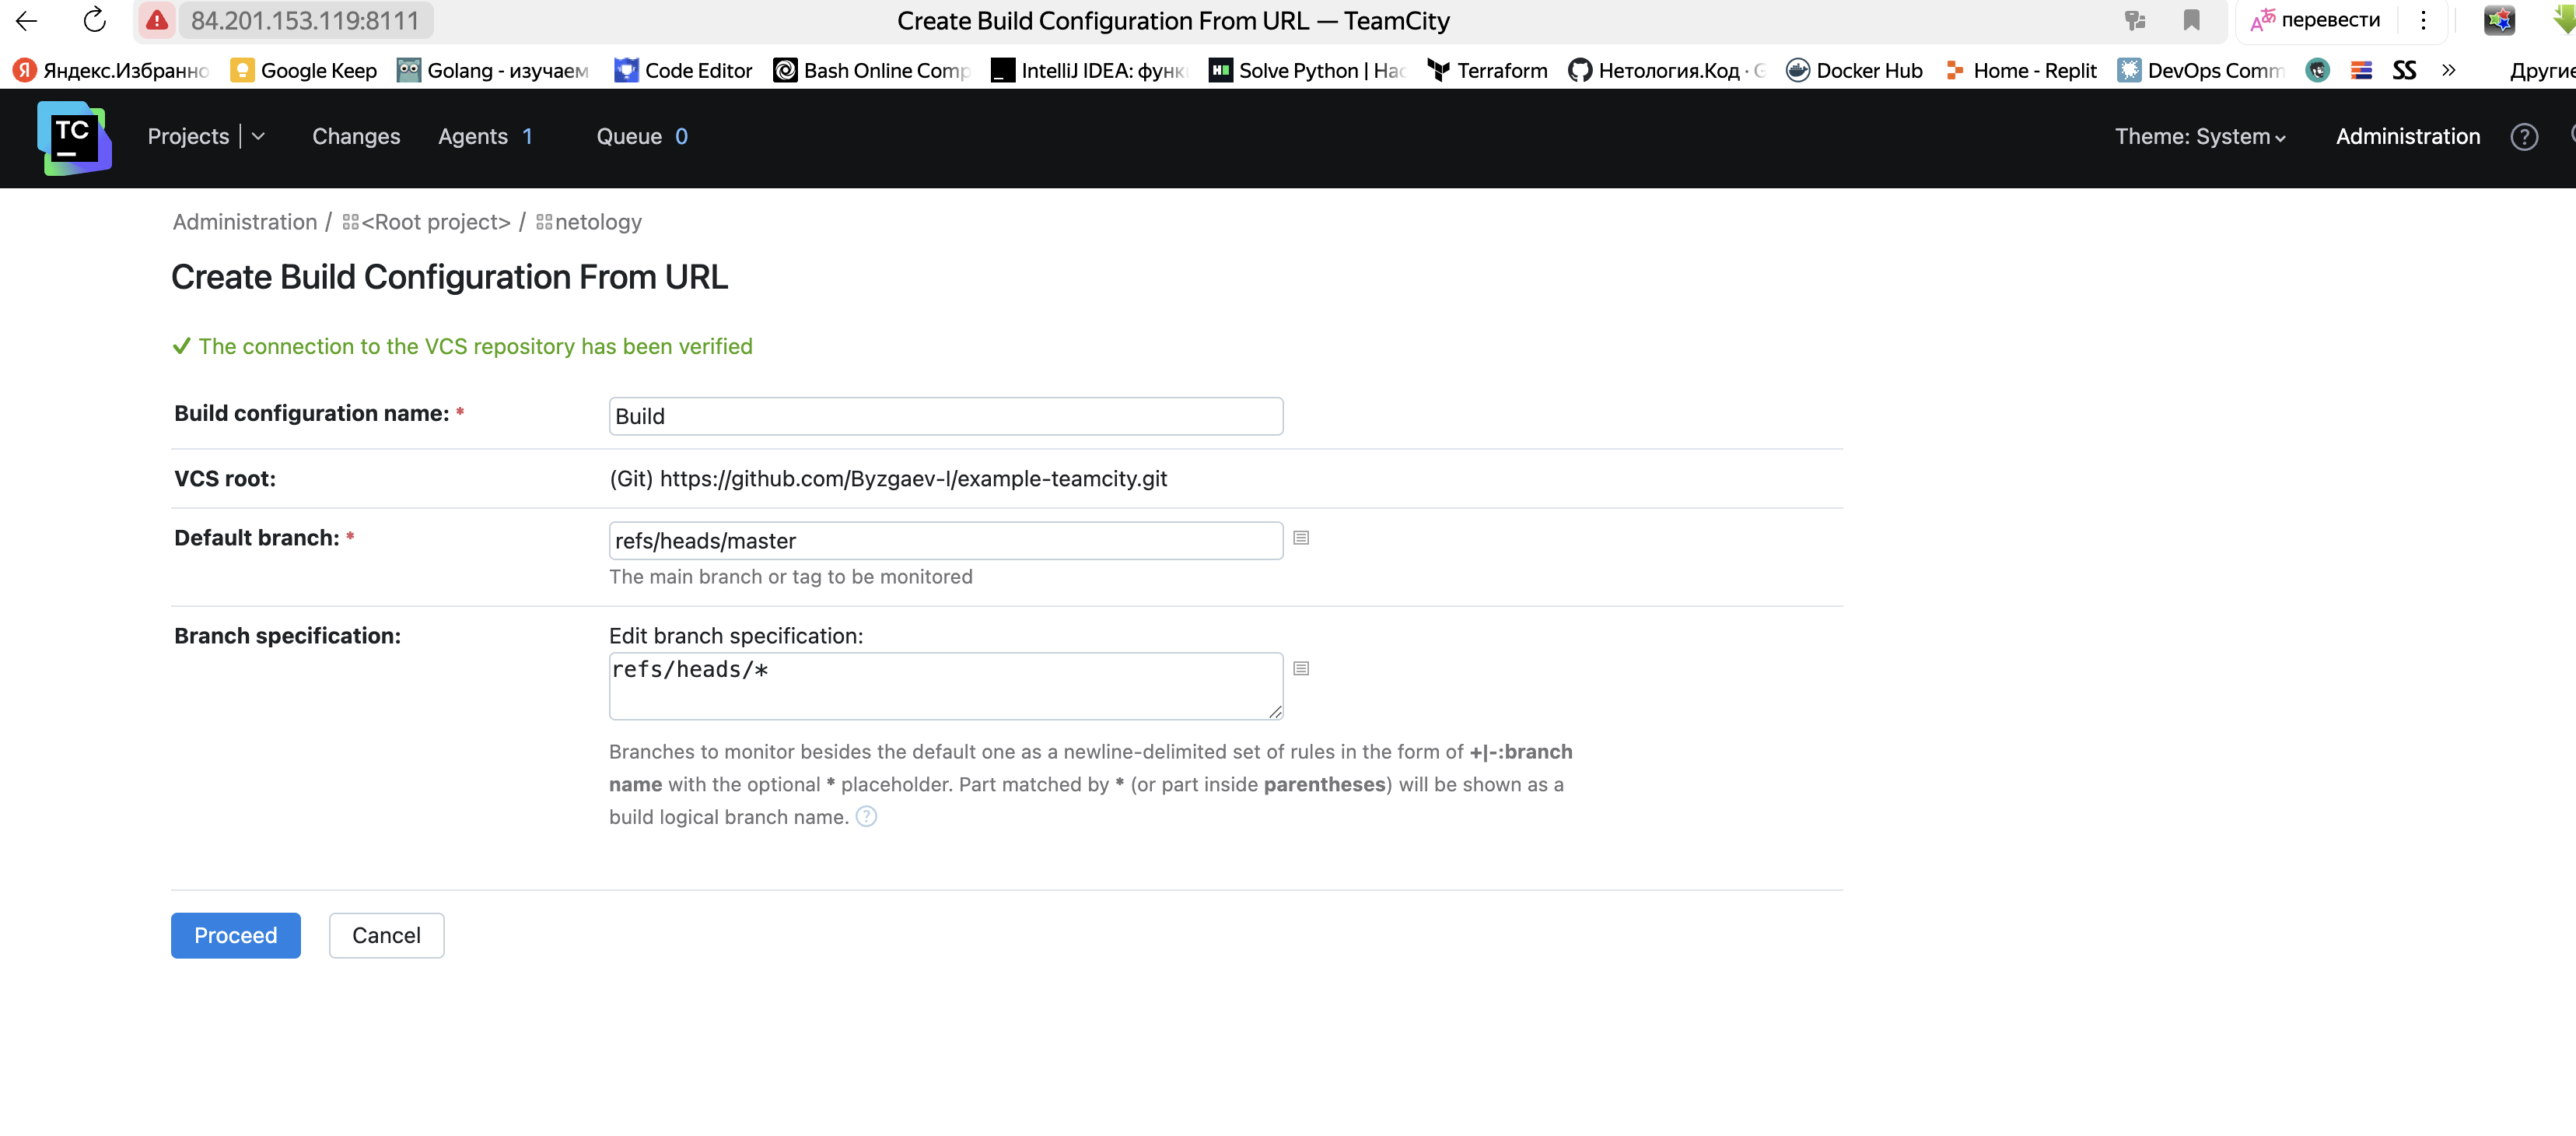 84.201.153.119:8111 Create Build Configuration From URL — TeamCity перевести
Яндекс.Избранно Google Keep Golang - изучаем Code Editor Bash Online Comp IntelliJ IDEA: функ Solve Python | Hac Terraform Нетология.Код · G Docker Hub Home - Replit DevOps Comm SS » Другие
TC Projects Changes Agents 1 Queue 0 Theme: System Administration
Administration / <Root project> / netology
Create Build Configuration From URL
The connection to the VCS repository has been verified
Build configuration name: * Build
VCS root: (Git) https://github.com/Byzgaev-I/example-teamcity.git
Default branch: * refs/heads/master
The main branch or tag to be monitored
Branch specification: Edit branch specification:
refs/heads/*
Branches to monitor besides the default one as a newline-delimited set of rules in the form of +|-:branch
name with the optional * placeholder. Part matched by * (or part inside parentheses) will be shown as a
build logical branch name. ?
Proceed Cancel